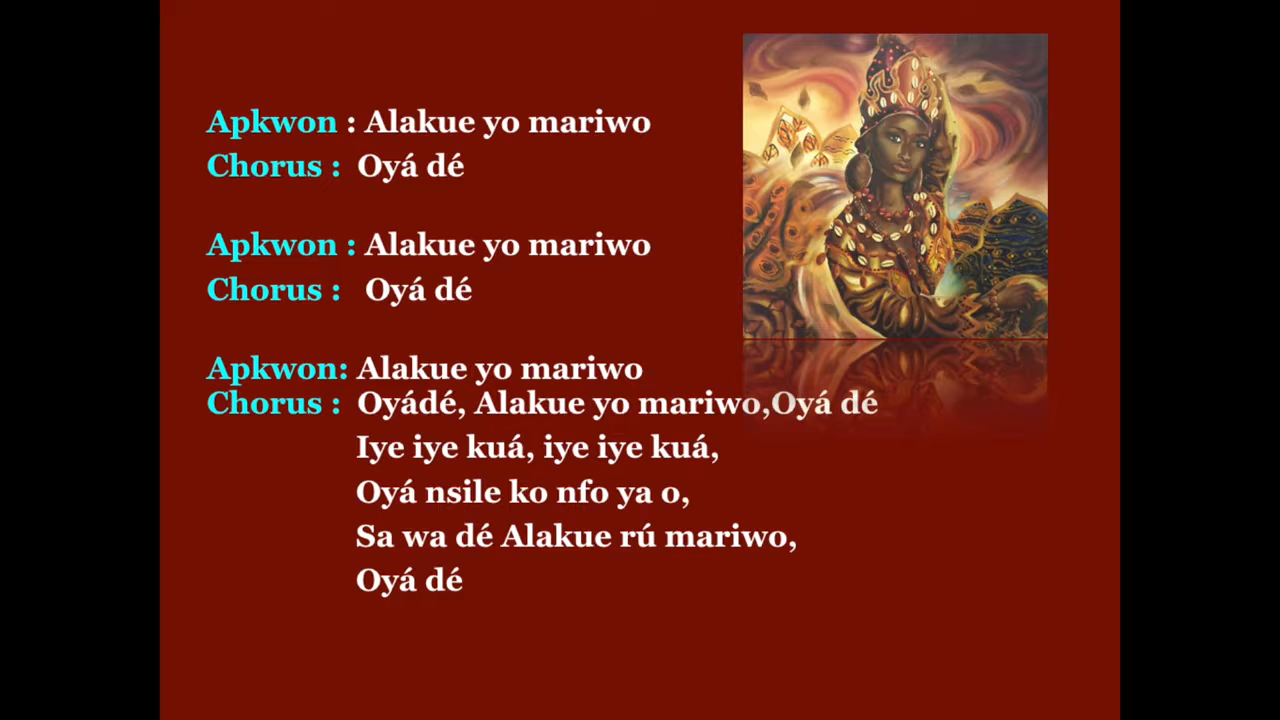 Apkwon : Alakue yo mariwo
Chorus : Oyá dé
Apkwon : Alakue yo mariwo
Chorus : Oyá dé
Apkwon: Alakue yo mariwo
Chorus : Oyádé, Alakue yo mariwo,Oyá dé
Iye iye kuá, iye iye kuá,
Oyá nsile ko nfo ya o,
Sa wa dé Alakue rú mariwo,
Oyá dé